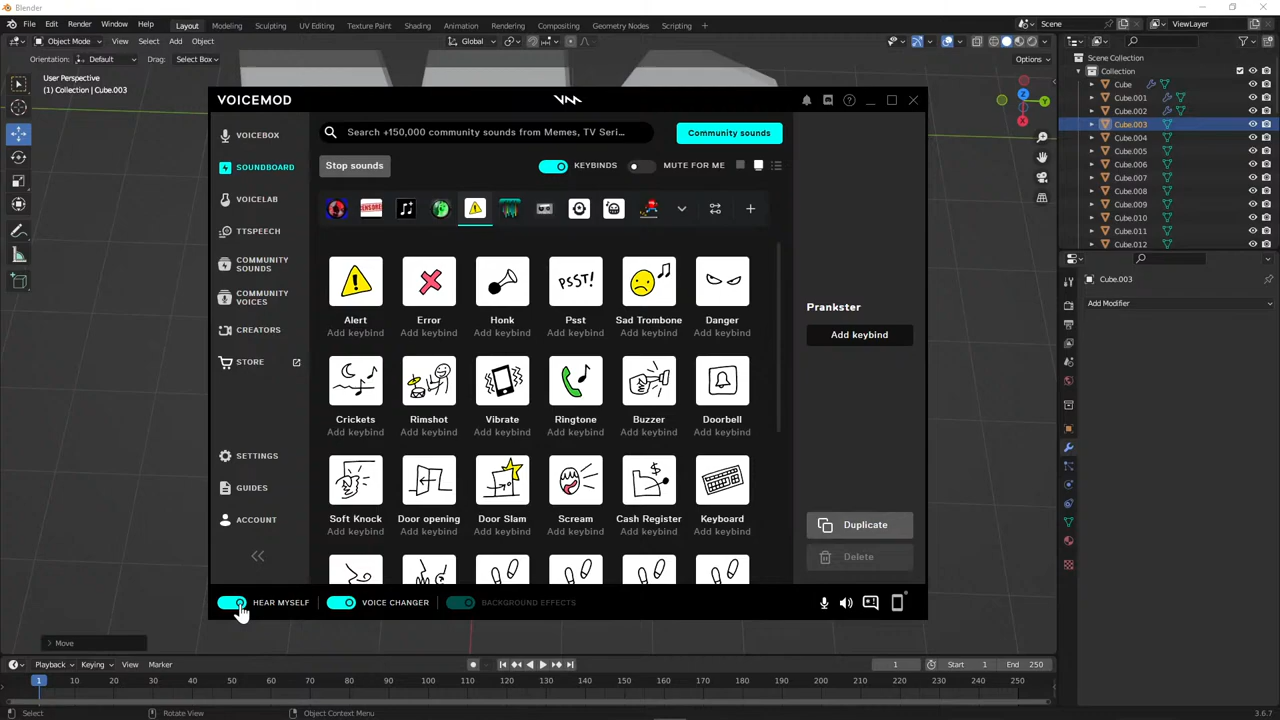 Blender
File Edit Render Window Help Layout Modeling Sculpting UV Editing Texture Paint Shading Animation Rendering Compositing Geometry Nodes Scripting Scene ViewLayer
Object Mode View Select Add Object Global
Orientation: Default Drag: Select Box Options
User Perspective
(1) Collection | Cube.003
Scene Collection
Collection
Cube
Cube.001
Cube.002
Cube.003
Cube.004
Cube.005
Cube.006
Cube.007
Cube.008
Cube.009
Cube.010
Cube.011
Cube.012
Cube.003
Add Modifier
VOICEMOD
VOICEBOX
SOUNDBOARD
VOICELAB
TTSPEECH
COMMUNITY
SOUNDS
COMMUNITY
VOICES
CREATORS
STORE
SETTINGS
GUIDES
ACCOUNT
Search +150,000 community sounds from Memes, TV Seri...
Community sounds
Stop sounds KEYBINDS MUTE FOR ME
CENSORED
PSST!
Alert Error Honk Psst Sad Trombone Danger
Add keybind Add keybind Add keybind Add keybind Add keybind Add keybind
Crickets Rimshot Vibrate Ringtone Buzzer Doorbell
Add keybind Add keybind Add keybind Add keybind Add keybind Add keybind
Soft Knock Door opening Door Slam Scream Cash Register Keyboard
Add keybind Add keybind Add keybind Add keybind Add keybind Add keybind
Prankster
Add keybind
Duplicate
Delete
HEAR MYSELF VOICE CHANGER BACKGROUND EFFECTS
Move
Playback Keying View Marker 1 Start 1 End 250
1 10 20 30 40 50 60 70 80 90 100 110 120 130 140 150 160 170 180 190 200 210 220 230 240 250
Select Rotate View Object Context Menu 3.6.7